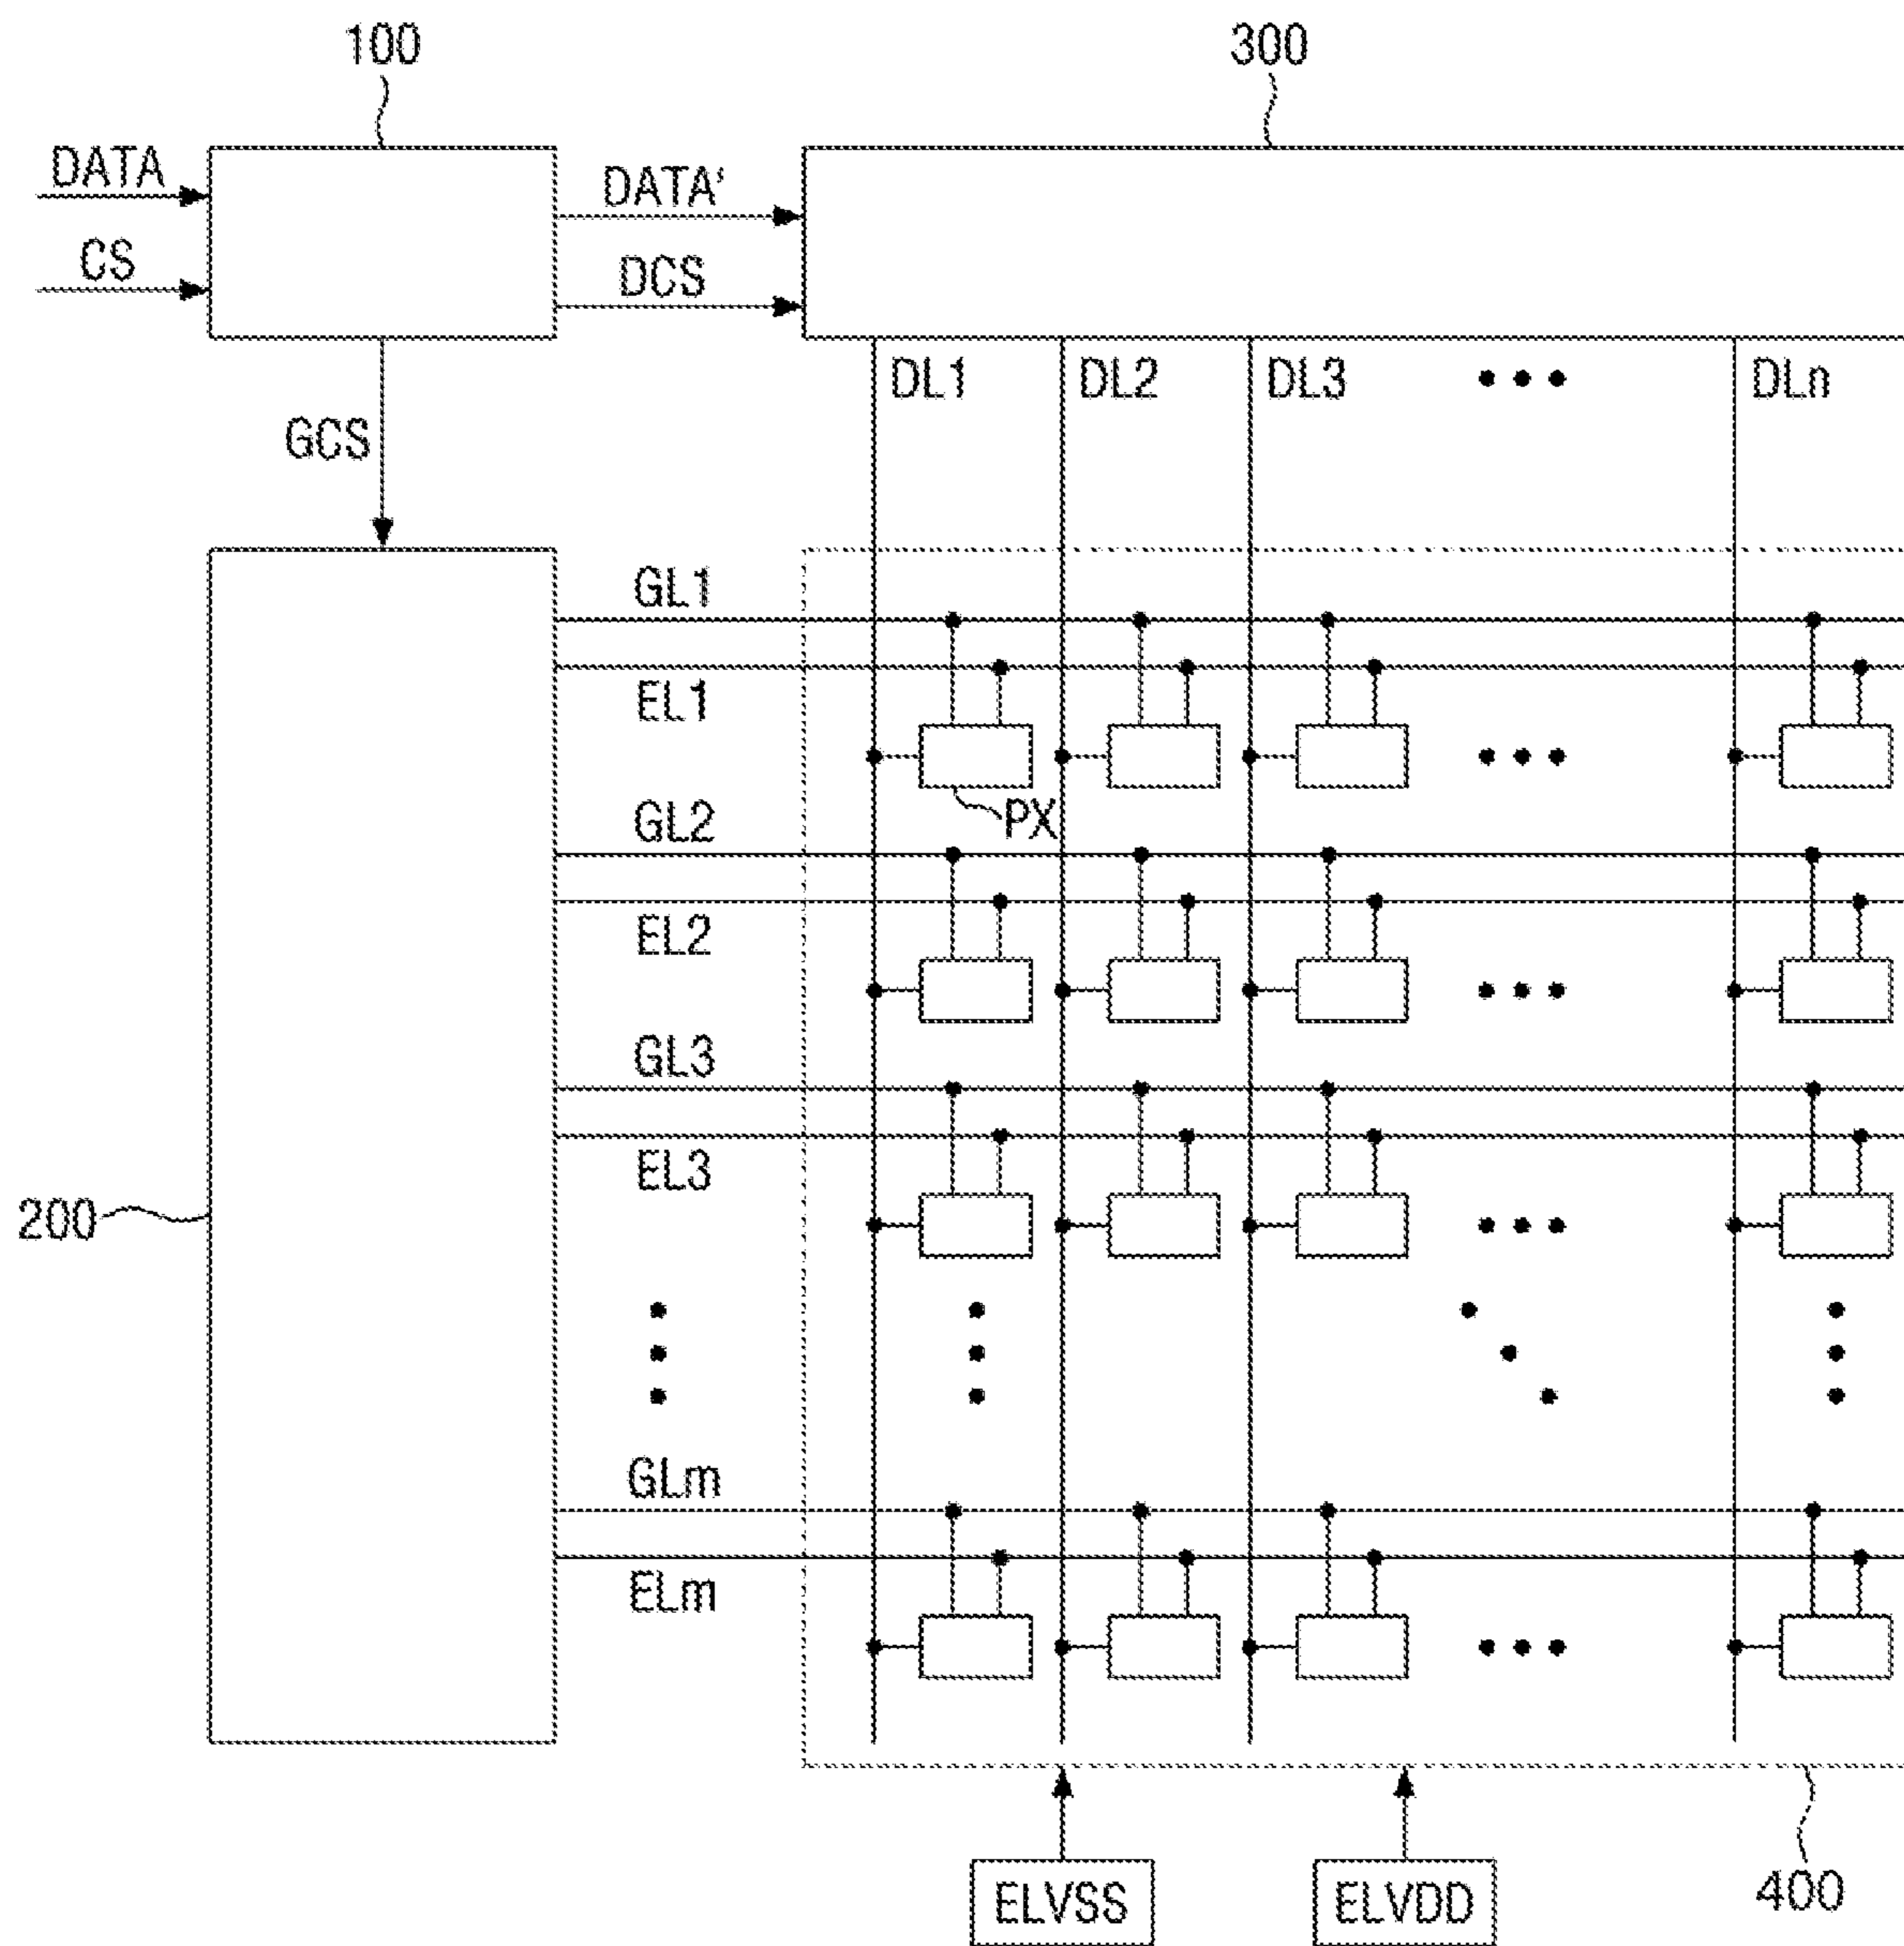 100
300
DATA
DATA'
CS
DCS
DL1
DL2
DL3
DLn
GCS
GL1
EL1
PX
GL2
EL2
GL3
EL3
200
GLm
ELm
ELVSS
ELVDD
400